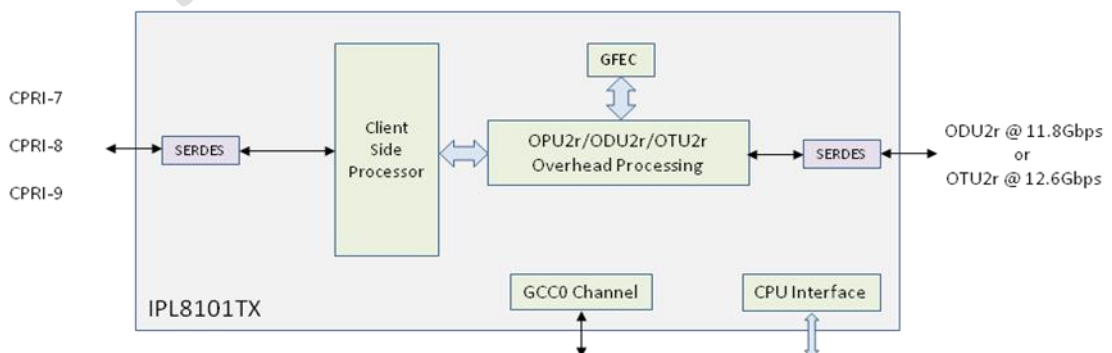 GFEC
CPRI-7
CPRI-8
CPRI-9
SERDES
Client
Side
Processor
OPU2r/ODU2r/OTU2r
Overhead Processing
SERDES
ODU2r @ 11.8Gbps
or
OTU2r @ 12.6Gbps
IPL8101TX
GCC0 Channel
CPU Interface